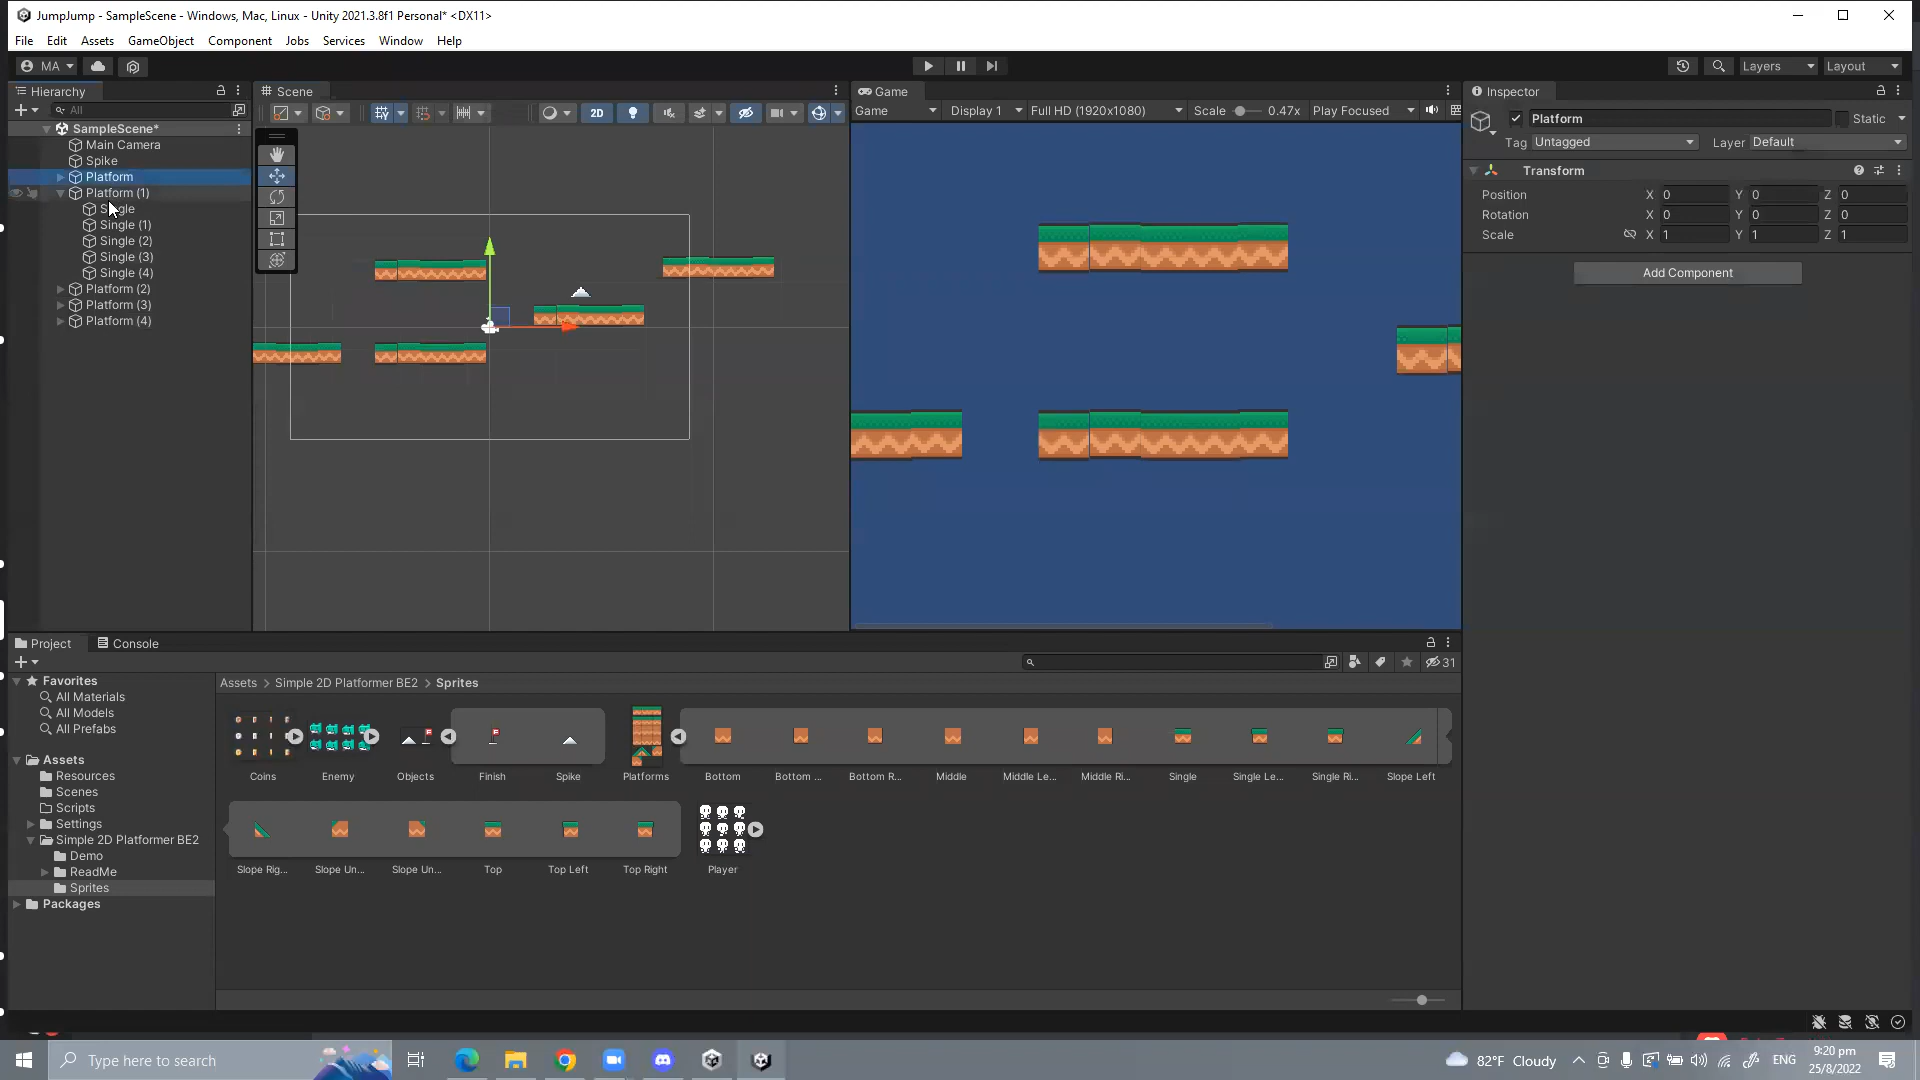 JumpJump - SampleScene - Windows, Mac, Linux - Unity 2021.3.8f1 Personal* <DX11>
File Edit Assets GameObject Component Jobs Services Window Help
MA Layers Layout
Hierarchy
All
SampleScene*
Main Camera
Spike
Platform
Platform (1)
Single
Single (1)
Single (2)
Single (3)
Single (4)
Platform (2)
Platform (3)
Platform (4)
Scene
2D
Game
Game Display 1 Full HD (1920x1080) Scale 0.47x Play Focused
Inspector
Platform Static
Tag Untagged Layer Default
Transform
Position X 0 Y 0 Z 0
Rotation X 0 Y 0 Z 0
Scale X 1 Y 1 Z 1
Add Component
Project Console
31
Favorites
All Materials
All Models
All Prefabs
Assets
Resources
Scenes
Scripts
Settings
Simple 2D Platformer BE2
Demo
ReadMe
Sprites
Packages
Assets > Simple 2D Platformer BE2 > Sprites
Coins Enemy Objects Finish Spike Platforms Bottom Bottom ... Bottom R... Middle Middle Le... Middle Ri... Single Single Le... Single Ri... Slope Left
Slope Rig... Slope Un... Slope Un... Top Top Left Top Right Player
Type here to search
82°F Cloudy
ENG
9:20 pm
25/8/2022